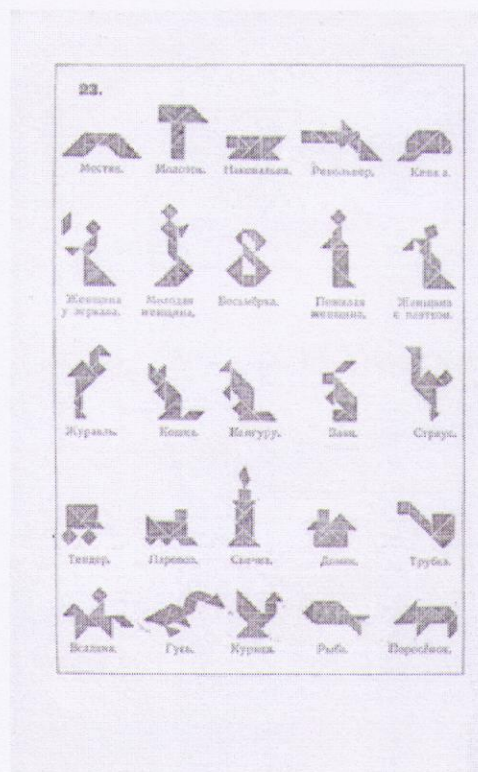 23.
Мостик. Молоток. Наковальня. Револьвер. Кепка.
Женщина у зеркала. Молодая женщина. Восьмёрка. Пожилая женщина. Женщина с платком.
Журавль. Кошка. Кенгуру. Заяц. Страус.
Тендер. Паровоз. Свечка. Домик. Трубка.
Всадник. Гусь. Курица. Рыба. Поросёнок.